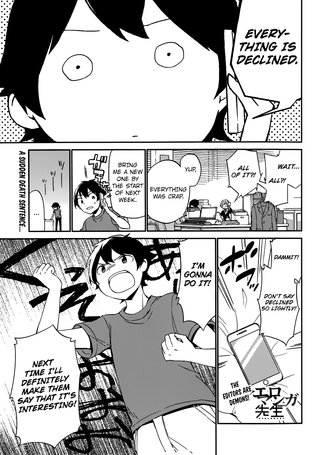 EVERY-
THING IS
DECLINED.
WAIT...
ALL?!
ALL OF
IT?!
YUP,
EVERYTHING
WAS CRAP.
BRING
ME A NEW
ONE BY
THE START
OF NEXT
WEEK.
A SUDDEN DEATH SENTENCE...
DAMMIT!
DON'T SAY
DECLINED
SO LIGHTLY!
THE
EDITORS ARE
DEMONS!
エロ
マンガ
先生
I'M
GONNA
DO IT!
NEXT
TIME I'LL
DEFINITELY
MAKE THEM
SAY THAT IT'S
INTERESTING!